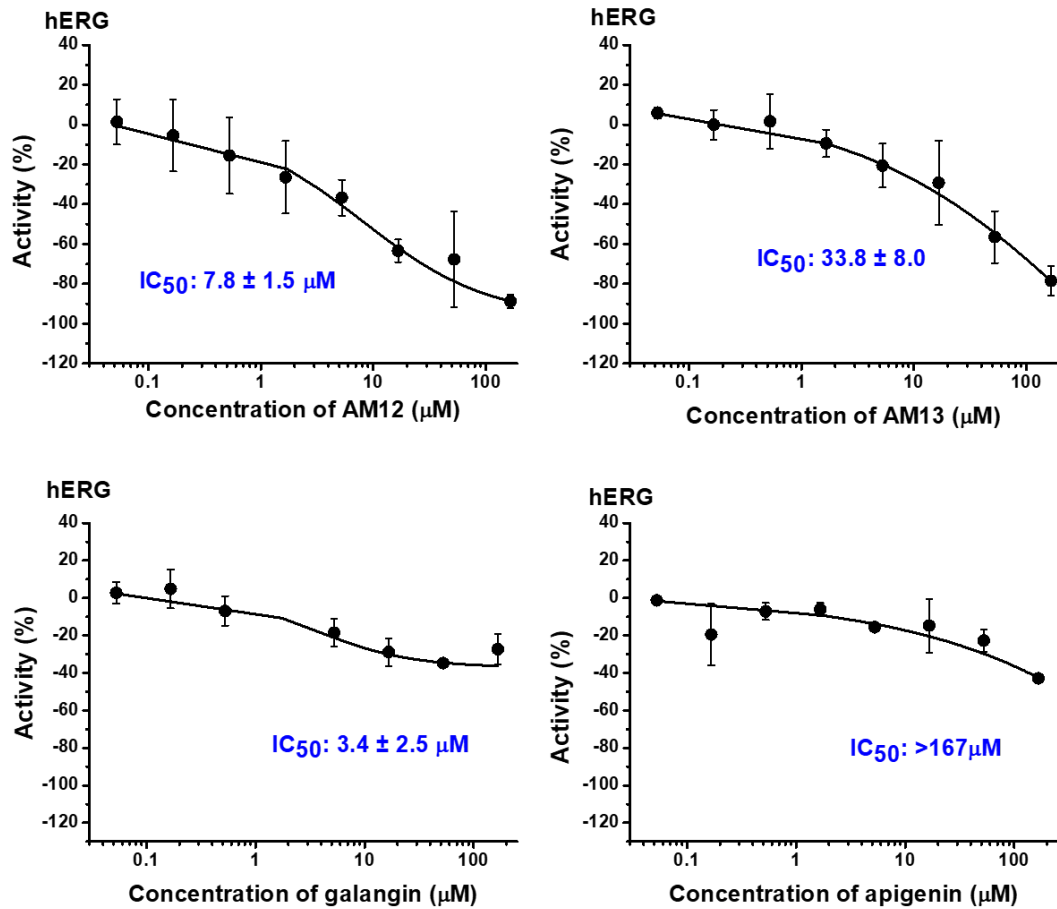 hERG
40
20
0
-20
-40
-60
-80
-100
-120
Activity (%)
IC50: 7.8 ± 1.5 μM
0.1 1 10 100
Concentration of AM12 (μM)
hERG
40
20
0
-20
-40
-60
-80
-100
-120
Activity (%)
IC50: 33.8 ± 8.0
0.1 1 10 100
Concentration of AM13 (μM)
hERG
40
20
0
-20
-40
-60
-80
-100
-120
Activity (%)
IC50: 3.4 ± 2.5 μM
0.1 1 10 100
Concentration of galangin (μM)
hERG
40
20
0
-20
-40
-60
-80
-100
-120
Activity (%)
IC50: >167μM
0.1 1 10 100
Concentration of apigenin (μM)